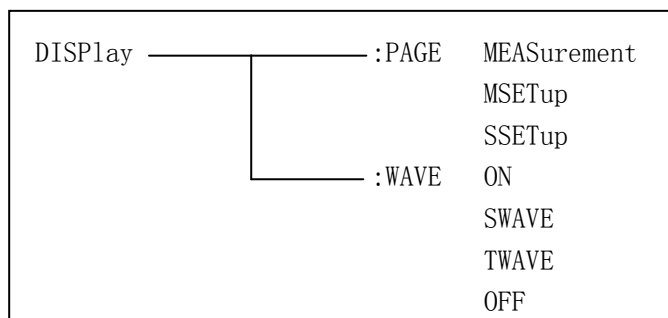 DISPlay :PAGE MEASurement
MSETup
SSETup
:WAVE ON
SWAVE
TWAVE
OFF